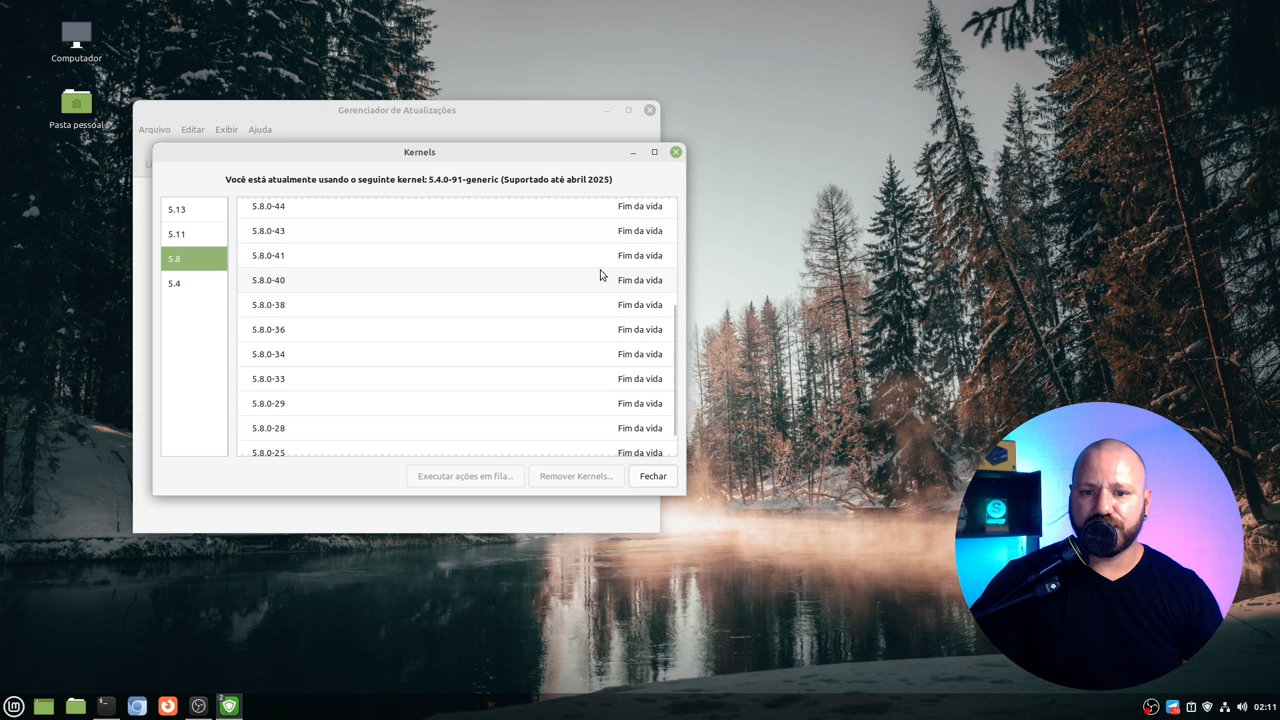 Computador
Pasta pessoal
Gerenciador de Atualizações
Arquivo Editar Exibir Ajuda
Li
Kernels
Você está atualmente usando o seguinte kernel: 5.4.0-91-generic (Suportado até abril 2025)
5.13
5.11
5.8
5.4
5.8.0-44 Fim da vida
5.8.0-43 Fim da vida
5.8.0-41 Fim da vida
5.8.0-40 Fim da vida
5.8.0-38 Fim da vida
5.8.0-36 Fim da vida
5.8.0-34 Fim da vida
5.8.0-33 Fim da vida
5.8.0-29 Fim da vida
5.8.0-28 Fim da vida
5.8.0-25 Fim da vida
Executar ações em fila... Remover Kernels... Fechar
2
02:11